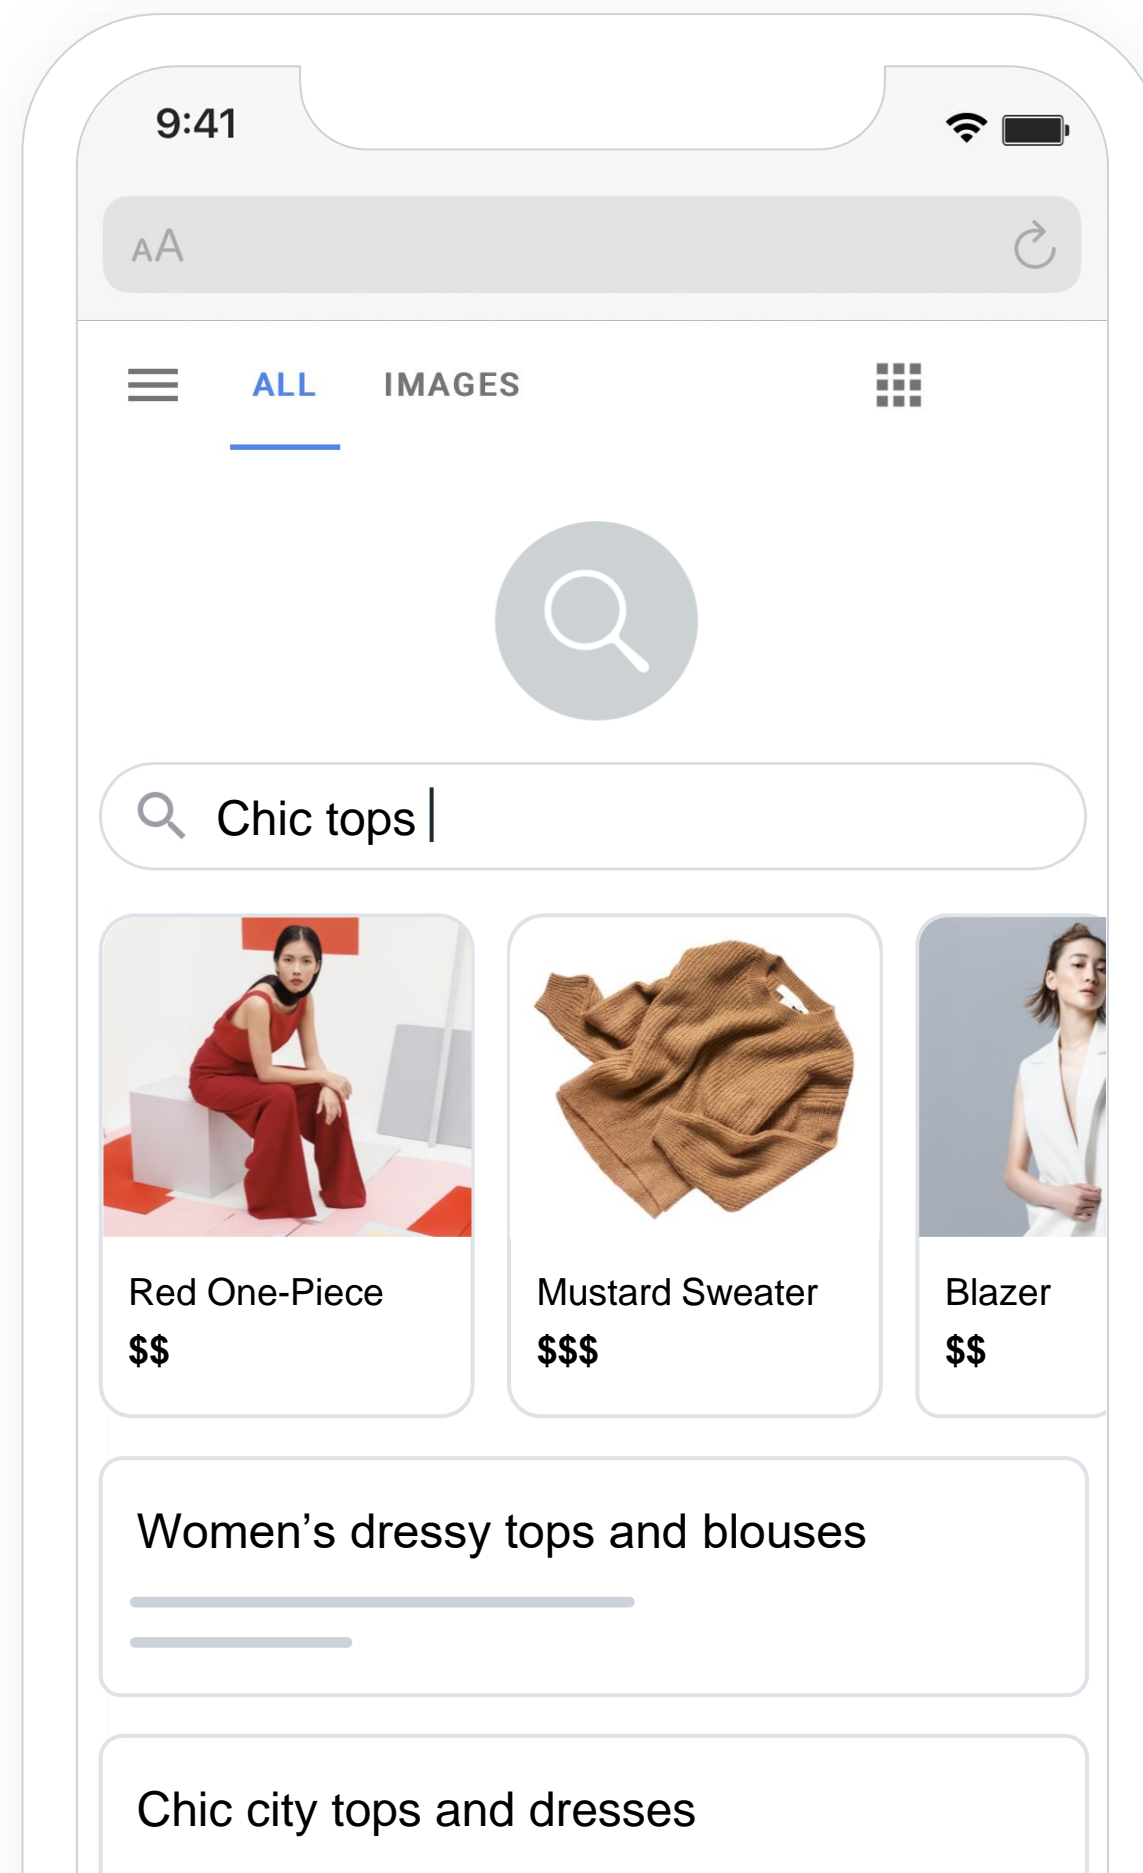 9:41
AA
ALL IMAGES
Chic tops
Red One-Piece
$$
Mustard Sweater
$$$
Blazer
$$
Women’s dressy tops and blouses
Chic city tops and dresses